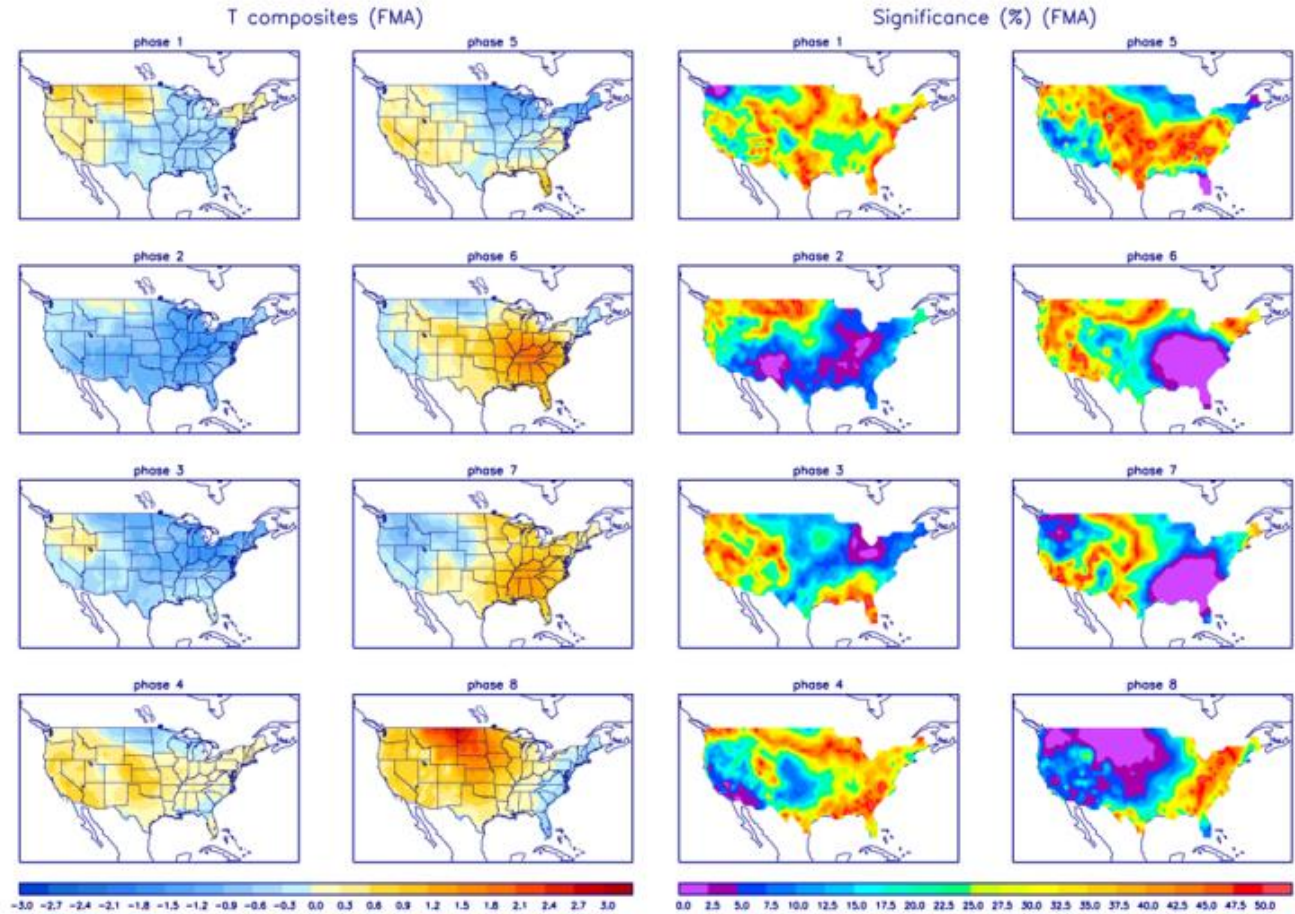 T composites (FMA)
Significance (%) (FMA)
phase 1
phase 5
phase 1
phase 5
phase 2
phase 6
phase 2
phase 6
phase 3
phase 7
phase 3
phase 7
phase 4
phase 8
phase 4
phase 8
-3.0 -2.7 -2.4 -2.1 -1.8 -1.5 -1.2 -0.9 -0.6 -0.3 0.0 0.3 0.6 0.9 1.2 1.5 1.8 2.1 2.4 2.7 3.0
0.0 2.5 5.0 7.5 10.0 12.5 15.0 17.5 20.0 22.5 25.0 27.5 30.0 32.5 35.0 37.5 40.0 42.5 45.0 47.5 50.0